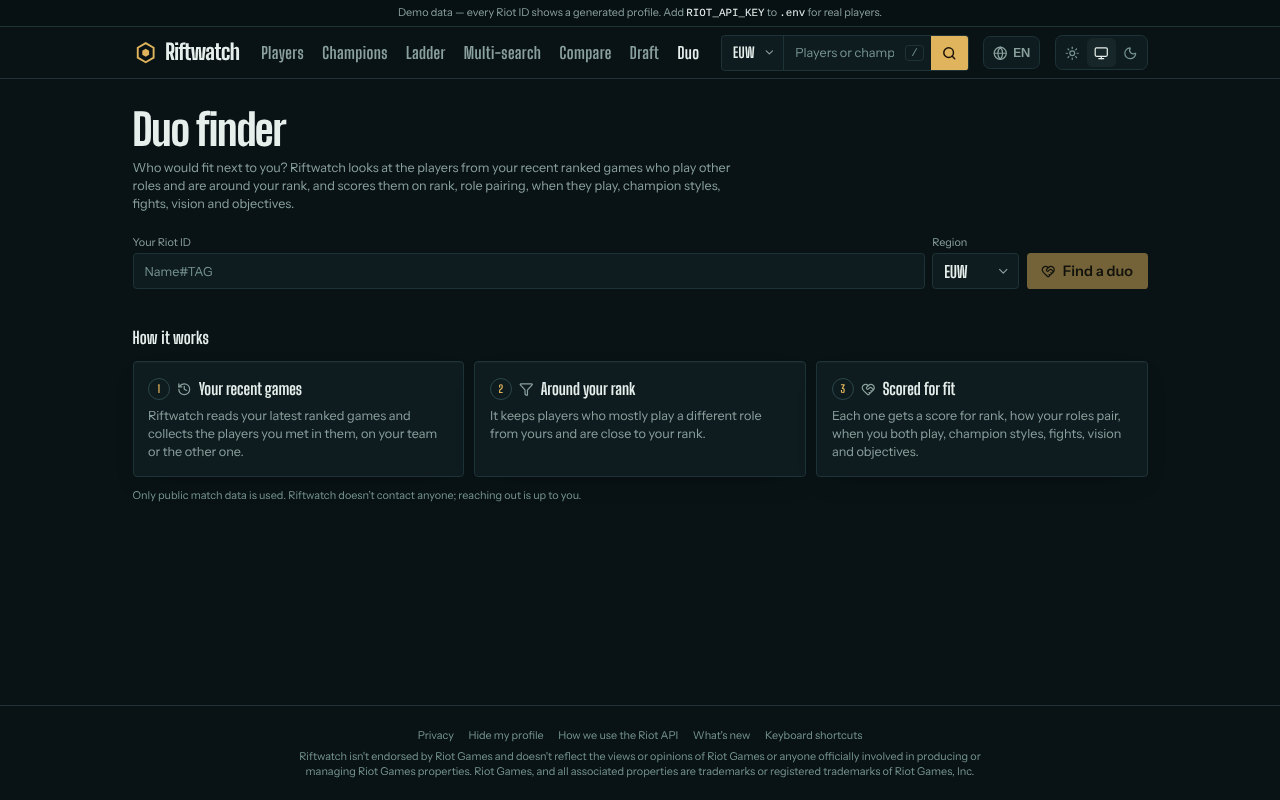 Demo data — every Riot ID shows a generated profile. Add RIOT_API_KEY to .env for real players.
Riftwatch Players Champions Ladder Multi-search Compare Draft Duo EUW Players or champ / EN
Duo finder
Who would fit next to you? Riftwatch looks at the players from your recent ranked games who play other
roles and are around your rank, and scores them on rank, role pairing, when they play, champion styles,
fights, vision and objectives.
Your Riot ID
Region
Name#TAG
EUW
Find a duo
How it works
1 Your recent games
Riftwatch reads your latest ranked games and
collects the players you met in them, on your team
or the other one.
2 Around your rank
It keeps players who mostly play a different role
from yours and are close to your rank.
3 Scored for fit
Each one gets a score for rank, how your roles pair,
when you both play, champion styles, fights, vision
and objectives.
Only public match data is used. Riftwatch doesn't contact anyone; reaching out is up to you.
Privacy Hide my profile How we use the Riot API What's new Keyboard shortcuts
Riftwatch isn't endorsed by Riot Games and doesn't reflect the views or opinions of Riot Games or anyone officially involved in producing or
managing Riot Games properties. Riot Games, and all associated properties are trademarks or registered trademarks of Riot Games, Inc.